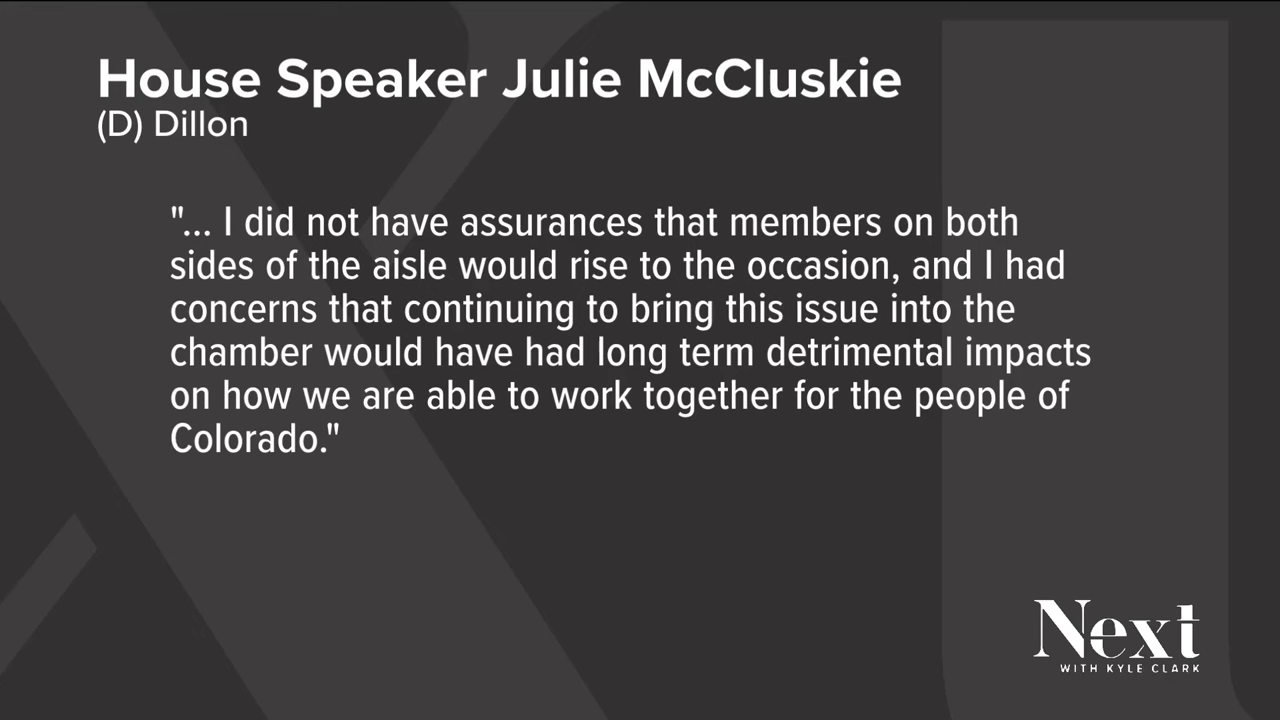 House Speaker Julie McCluskie
(D) Dillon
"... I did not have assurances that members on both
sides of the aisle would rise to the occasion, and I had
concerns that continuing to bring this issue into the
chamber would have had long term detrimental impacts
on how we are able to work together for the people of
Colorado."
Next
WITH KYLE CLARK